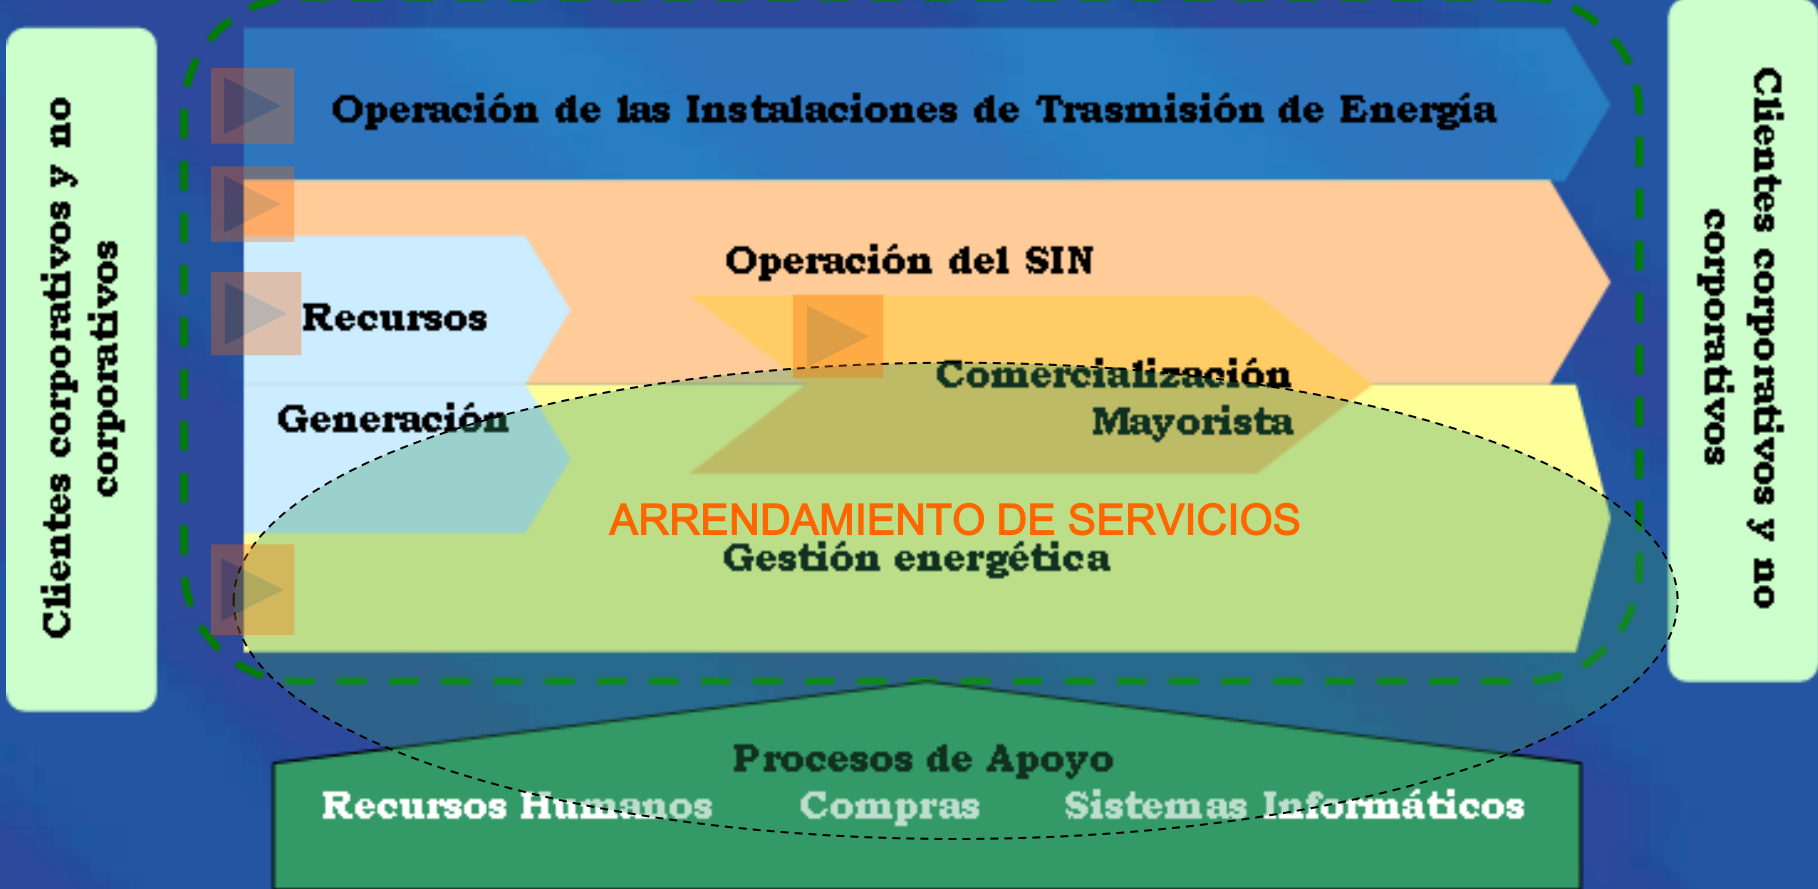 Clientes corporativos y no
corporativos
Operación de las Instalaciones de Trasmisión de Energía
Operación del SIN
Recursos
Comercialización
Mayorista
Generación
ARRENDAMIENTO DE SERVICIOS
Gestión energética
Procesos de Apoyo
Recursos Humanos Compras Sistemas Informáticos
Clientes corporativos y no
corporativos